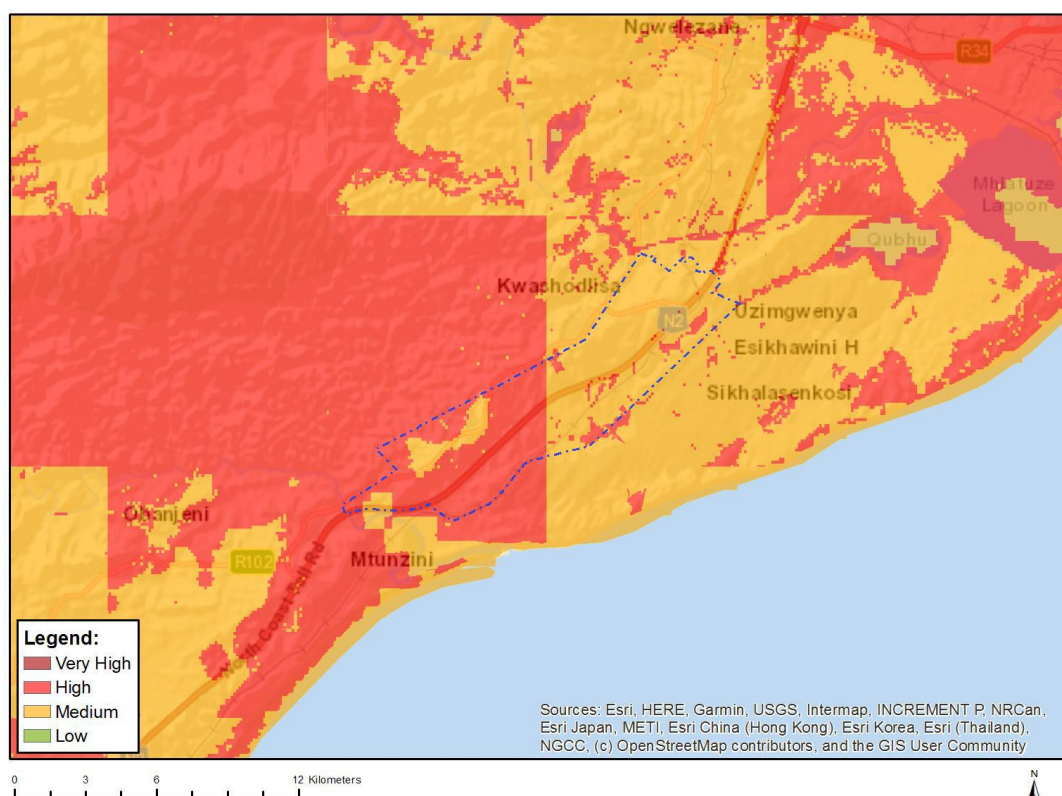 Ngwelezane
R34
Mhlatuze
Lagoon
Qubhu
Kwashodlisa
Uzimgwenya
N2
Esikhawini H
Sikhalasenkosi
Obanjeni
R102
Mtunzini
North Coast Toll Rd
Legend:
Very High
High
Medium
Low
Sources: Esri, HERE, Garmin, USGS, Intermap, INCREMENT P, NRCan,
Esri Japan, METI, Esri China (Hong Kong), Esri Korea, Esri (Thailand),
NGCC, (c) OpenStreetMap contributors, and the GIS User Community
0 3 6 12 Kilometers
N